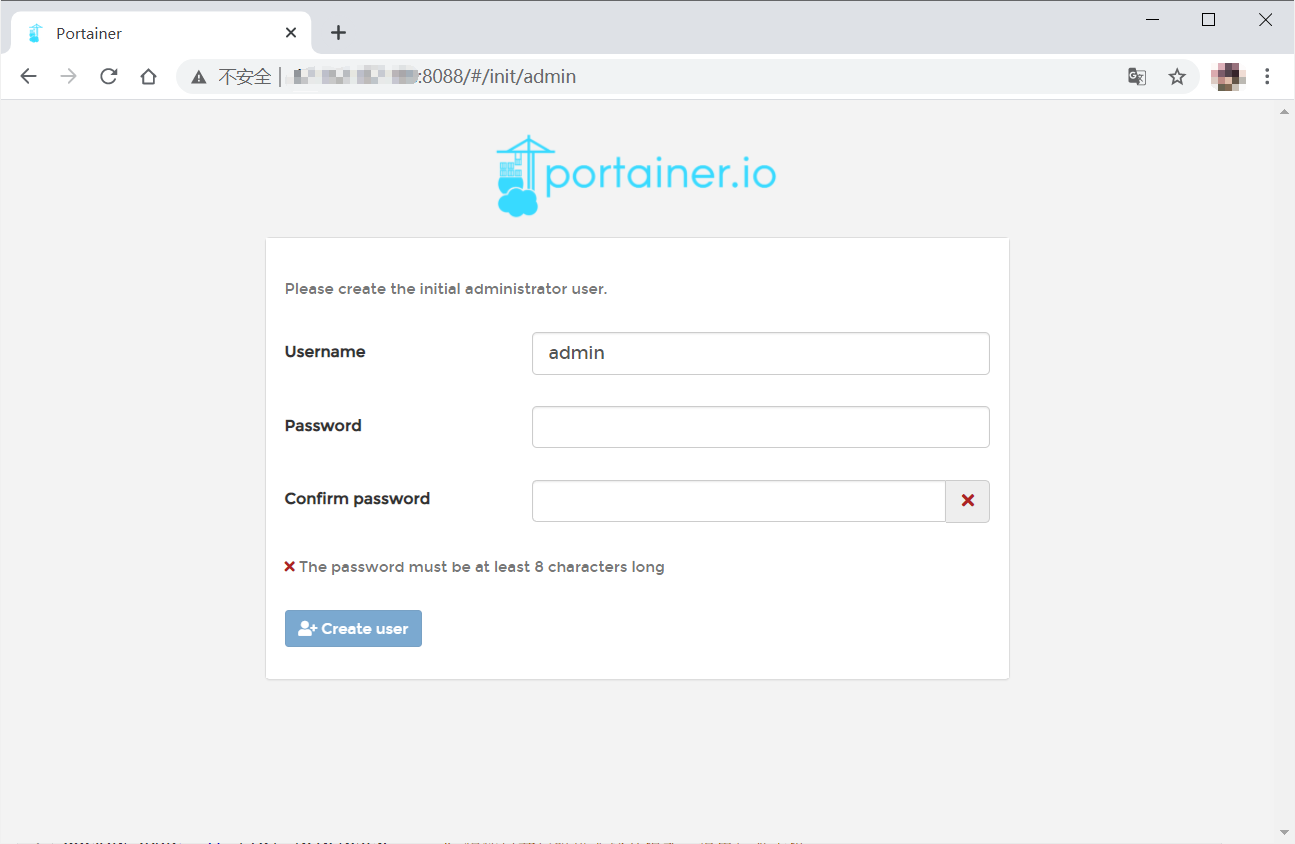 Portainer
不安全 | :8088/#/init/admin
portainer.io
Please create the initial administrator user.
Username
admin
Password
Confirm password
The password must be at least 8 characters long
Create user